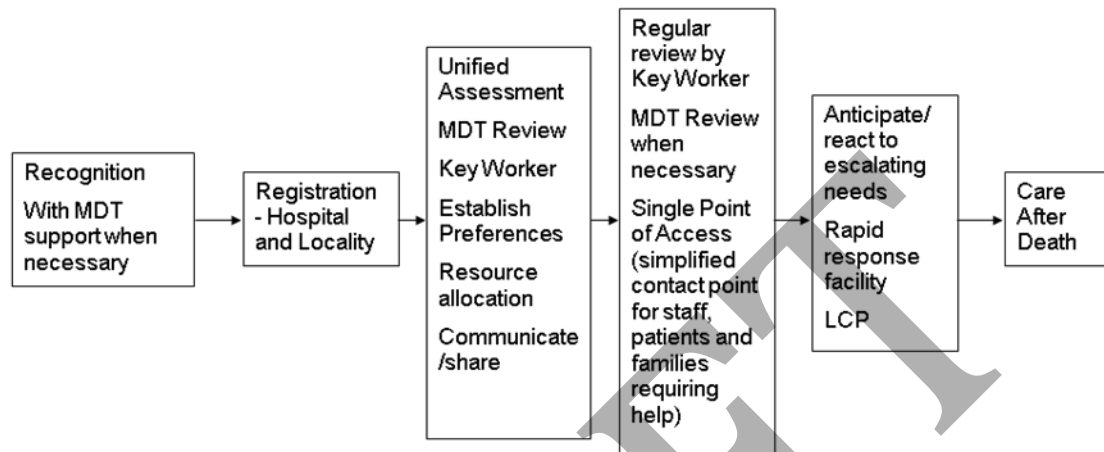 Recognition
With MDT
support when
necessary
Registration
- Hospital
and Locality
Unified
Assessment
MDT Review
Key Worker
Establish
Preferences
Resource
allocation
Communicate
/share
Regular
review by
Key Worker
MDT Review
when
necessary
Single Point
of Access
(simplified
contact point
for staff,
patients and
families
requiring
help)
Anticipate/
react to
escalating
needs
Rapid
response
facility
LCP
Care
After
Death